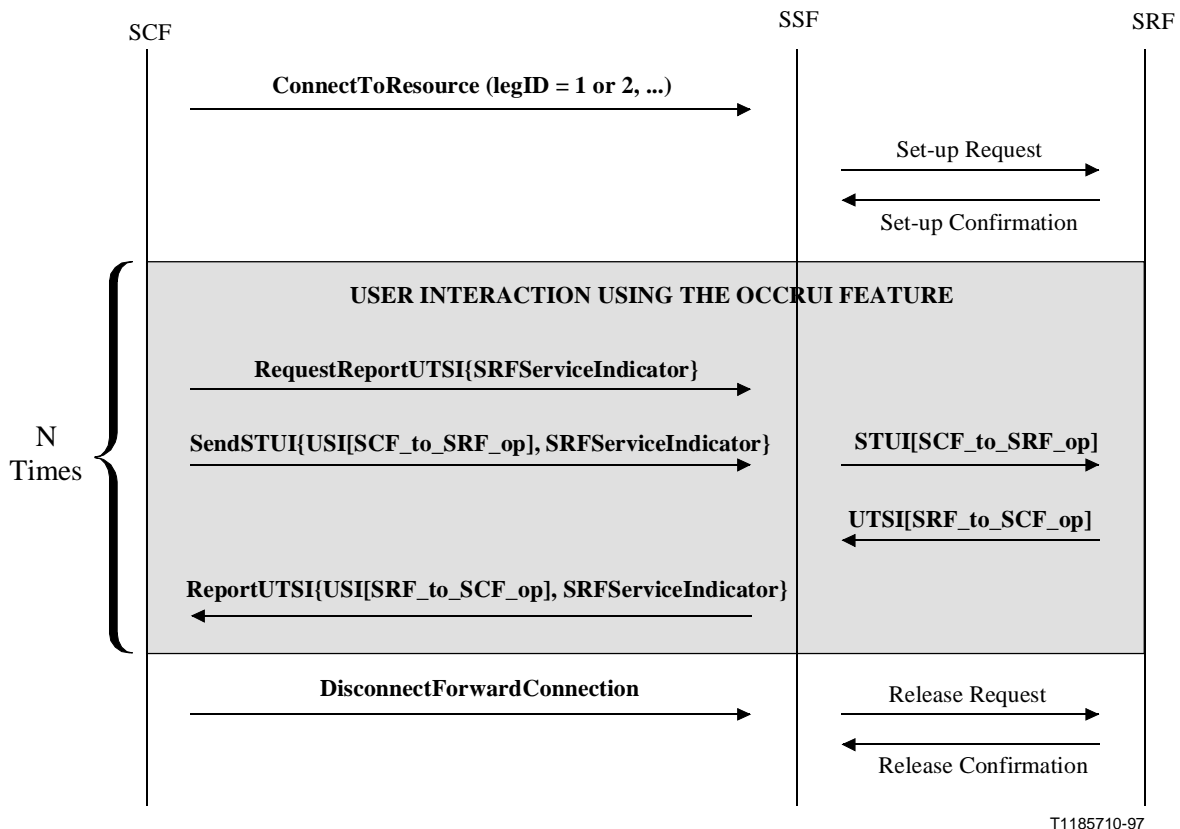 SCF
SSF
SRF
ConnectToResource (legID = 1 or 2, ...)
Set-up Request
Set-up Confirmation
USER INTERACTION USING THE OCCRUI FEATURE
RequestReportUTSI{SRFServiceIndicator}
N
Times
SendSTUI{USI[SCF_to_SRF_op], SRFServiceIndicator}
STUI[SCF_to_SRF_op]
UTSI[SRF_to_SCF_op]
ReportUTSI{USI[SRF_to_SCF_op], SRFServiceIndicator}
DisconnectForwardConnection
Release Request
Release Confirmation
T1185710-97